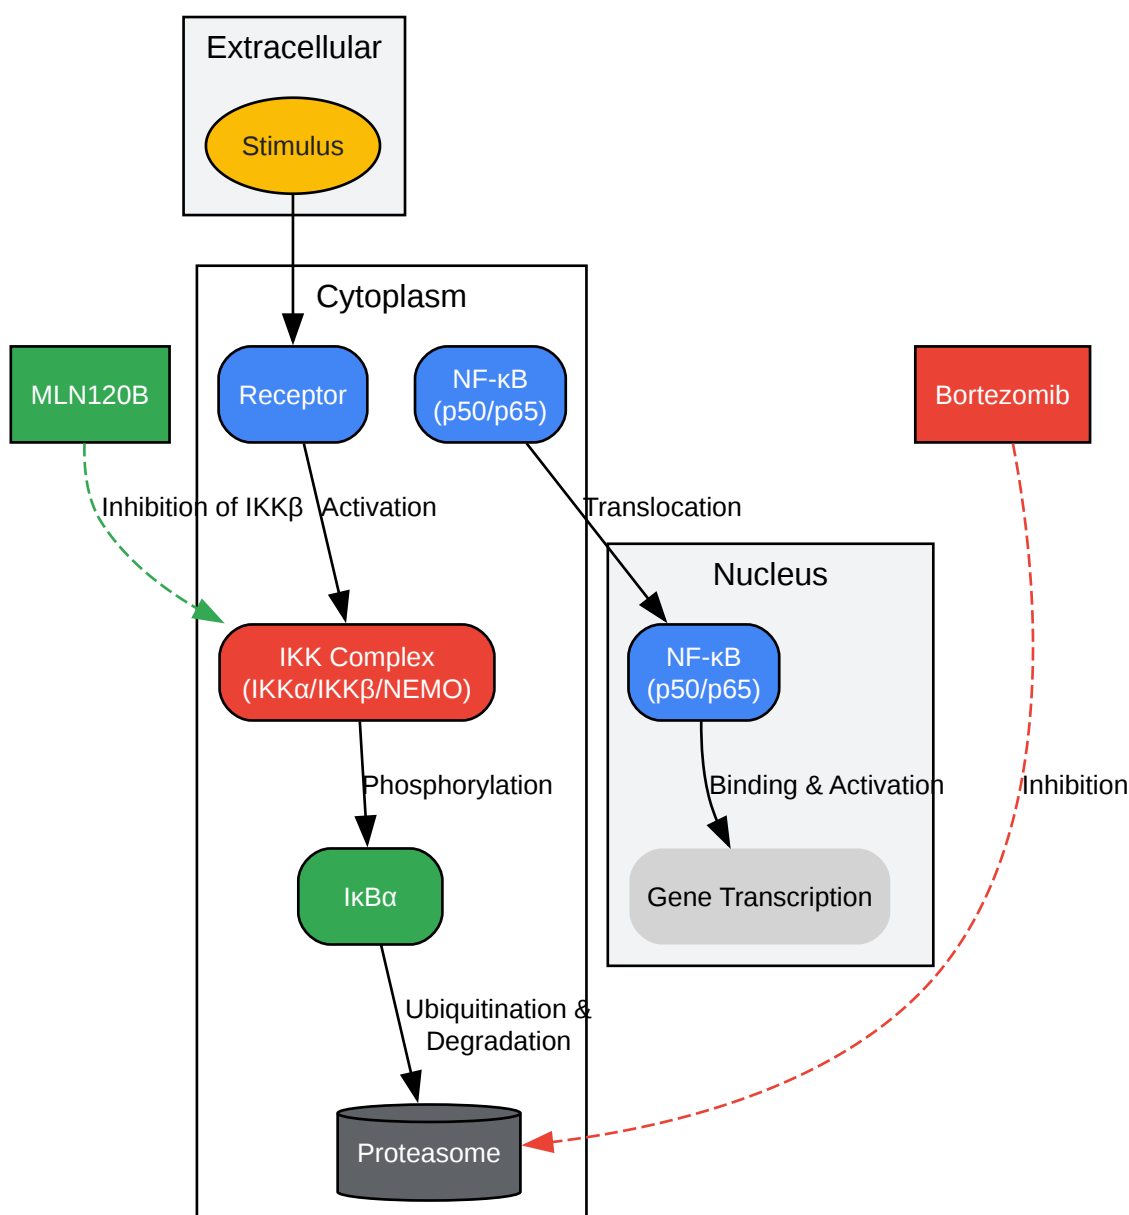 Extracellular
Stimulus
Cytoplasm
MLN120B
Receptor
NF-κB
(p50/p65)
Bortezomib
Inhibition of IKKβ
Activation
Translocation
Nucleus
IKK Complex
(IKKα/IKKβ/NEMO)
NF-κB
(p50/p65)
Phosphorylation
Binding & Activation
Inhibition
IκBα
Gene Transcription
Ubiquitination &
Degradation
Proteasome